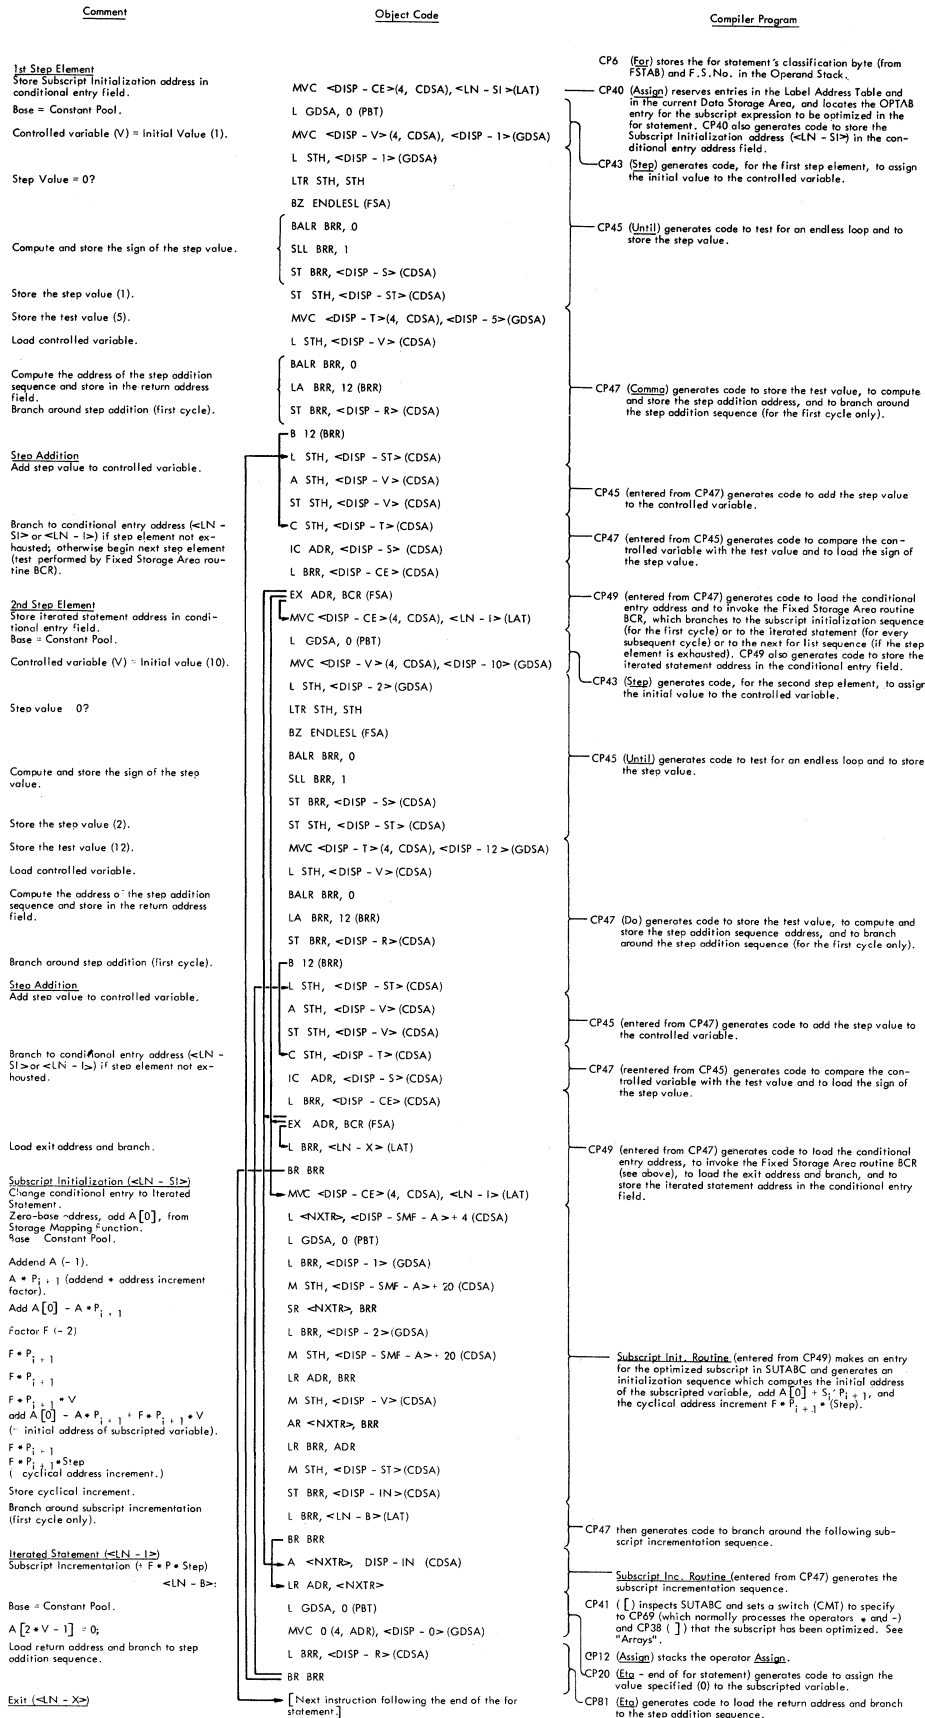 Comment
Object Code
Compiler Program
1st Step Element
Store Subscript Initialization address in
conditional entry field.
Base = Constant Pool.
Controlled variable (V) = Initial Value (1).
Step Value = 0?
Compute and store the sign of the step value.
Store the step value (1).
Store the test value (5).
Load controlled variable.
Compute the address of the step addition
sequence and store in the return address
field.
Branch around step addition (first cycle).
Step Addition
Add step value to controlled variable.
Branch to conditional entry address (<LN -
SI> or <LN - I>) if step element not ex-
hausted; otherwise begin next step element
(test performed by Fixed Storage Area rou-
tine BCR).
2nd Step Element
Store iterated statement address in condi-
tional entry field.
Base = Constant Pool.
Controlled variable (V) = Initial value (10).
Step value 0?
Compute and store the sign of the step
value.
Store the step value (2).
Store the test value (12).
Load controlled variable.
Compute the address of the step addition
sequence and store in the return address
field.
Branch around step addition (first cycle).
Step Addition
Add step value to controlled variable.
Branch to conditional entry address (<LN -
SI> or <LN - I>) if step element not ex-
hausted.
Load exit address and branch.
Subscript Initialization (<LN - SI>)
Change conditional entry to Iterated
Statement.
Zero-base address, add A[0], from
Storage Mapping Function.
Base Constant Pool.
Addend A (- 1).
A * Pi + 1 (addend * address increment
factor).
Add A[0] - A * Pi + 1
Factor F (- 2)
F * Pi + 1
F * Pi + 1
F * Pi + 1 * V
add A[0] - A * Pi + 1 + F * Pi + 1 * V
(- initial address of subscripted variable).
F * Pi + 1
F * Pi + 1 * Step
( cyclical address increment.)
Store cyclical increment.
Branch around subscript incrementation
(first cycle only).
Iterated Statement (<LN - I>)
Subscript Incrementation (+ F * P * Step)
<LN - B>:
Base = Constant Pool.
A [2 * V - 1] = 0;
Load return address and branch to step
addition sequence.
Exit (<LN - X>)
MVC <DISP - CE>(4, CDSA), <LN - SI>(LAT)
L GDSA, 0 (PBT)
MVC <DISP - V>(4, CDSA), <DISP - 1>(GDSA)
L STH, <DISP - 1>(GDSA)
LTR STH, STH
BZ ENDLESL (FSA)
BALR BRR, 0
SLL BRR, 1
ST BRR, <DISP - S>(CDSA)
ST STH, <DISP - ST>(CDSA)
MVC <DISP - T>(4, CDSA), <DISP - 5>(GDSA)
L STH, <DISP - V>(CDSA)
BALR BRR, 0
LA BRR, 12 (BRR)
ST BRR, <DISP - R>(CDSA)
B 12 (BRR)
L STH, <DISP - ST>(CDSA)
A STH, <DISP - V>(CDSA)
ST STH, <DISP - V>(CDSA)
C STH, <DISP - T>(CDSA)
IC ADR, <DISP - S>(CDSA)
L BRR, <DISP - CE>(CDSA)
EX ADR, BCR (FSA)
MVC <DISP - CE>(4, CDSA), <LN - I>(LAT)
L GDSA, 0 (PBT)
MVC <DISP - V>(4, CDSA), <DISP - 10>(GDSA)
L STH, <DISP - 2>(GDSA)
LTR STH, STH
BZ ENDLESL (FSA)
BALR BRR, 0
SLL BRR, 1
ST BRR, <DISP - S>(CDSA)
ST STH, <DISP - ST>(CDSA)
MVC <DISP - T>(4, CDSA), <DISP - 12>(GDSA)
L STH, <DISP - V>(CDSA)
BALR BRR, 0
LA BRR, 12 (BRR)
ST BRR, <DISP - R>(CDSA)
B 12 (BRR)
L STH, <DISP - ST>(CDSA)
A STH, <DISP - V>(CDSA)
ST STH, <DISP - V>(CDSA)
C STH, <DISP - T>(CDSA)
IC ADR, <DISP - S>(CDSA)
L BRR, <DISP - CE>(CDSA)
EX ADR, BCR (FSA)
L BRR, <LN - X>(LAT)
BR BRR
MVC <DISP - CE>(4, CDSA), <LN - I>(LAT)
L <NXTR>, <DISP - SMF - A>+ 4 (CDSA)
L GDSA, 0 (PBT)
L BRR, <DISP - 1>(GDSA)
M STH, <DISP - SMF - A>+ 20 (CDSA)
SR <NXTR>, BRR
L BRR, <DISP - 2>(GDSA)
M STH, <DISP - SMF - A>+ 20 (CDSA)
LR ADR, BRR
M STH, <DISP - V>(CDSA)
AR <NXTR>, BRR
LR BRR, ADR
M STH, <DISP - ST>(CDSA)
ST BRR, <DISP - IN>(CDSA)
L BRR, <LN - B>(LAT)
BR BRR
A <NXTR>, DISP - IN (CDSA)
LR ADR, <NXTR>
L GDSA, 0 (PBT)
MVC 0 (4, ADR), <DISP - 0>(GDSA)
L BRR, <DISP - R>(CDSA)
BR BRR
[Next instruction following the end of the for
statement.]
CP6 (For) stores the for statement's classification byte (from
FSTAB) and F.S.No. in the Operand Stack.
CP40 (Assign) reserves entries in the Label Address Table and
in the current Data Storage Area, and locates the OPTAB
entry for the subscript expression to be optimized in the
for statement. CP40 also generates code to store the
Subscript Initialization address (<LN - SI>) in the con-
ditional entry address field.
CP43 (Step) generates code, for the first step element, to assign
the initial value to the controlled variable.
CP45 (Until) generates code to test for an endless loop and to
store the step value.
CP47 (Comma) generates code to store the test value, to compute
and store the step addition address, and to branch around
the step addition sequence (for the first cycle only).
CP45 (entered from CP47) generates code to add the step value
to the controlled variable.
CP47 (entered from CP45) generates code to compare the con-
trolled variable with the test value and to load the sign of
the step value.
CP49 (entered from CP47) generates code to load the conditional
entry address and to invoke the Fixed Storage Area routine
BCR, which branches to the subscript initialization sequence
(for the first cycle) or to the iterated statement (for every
subsequent cycle) or to the next for list sequence (if the step
element is exhausted). CP49 also generates code to store the
iterated statement address in the conditional entry field.
CP43 (Step) generates code, for the second step element, to assign
the initial value to the controlled variable.
CP45 (Until) generates code to test for an endless loop and to store
the step value.
CP47 (Do) generates code to store the test value, to compute and
store the step addition sequence address, and to branch
around the step addition sequence (for the first cycle only).
CP45 (entered from CP47) generates code to add the step value to
the controlled variable.
CP47 (reentered from CP45) generates code to compare the con-
trolled variable with the test value and to load the sign of
the step value.
CP49 (entered from CP47) generates code to load the conditional
entry address, to invoke the Fixed Storage Area routine BCR
(see above), to load the exit address and branch, and to
store the iterated statement address in the conditional entry
field.
Subscript Init. Routine (entered from CP49) makes an entry
for the optimized subscript in SUTABC and generates an
initialization sequence which computes the initial address
of the subscripted variable, add A[0] + Si * Pi + 1, and
the cyclical address increment F * Pi + 1 * (Step).
CP47 then generates code to branch around the following sub-
script incrementation sequence.
Subscript Inc. Routine (entered from CP47) generates the
subscript incrementation sequence.
CP41 ( [ ) inspects SUTABC and sets a switch (CMT) to specify
to CP69 (which normally processes the operators * and -)
and CP38 ( ] ) that the subscript has been optimized. See
"Arrays".
CP12 (Assign) stacks the operator Assign.
CP20 (Eta - end of for statement) generates code to assign the
value specified (0) to the subscripted variable.
CP81 (Eta) generates code to load the return address and branch
to the step addition sequence.